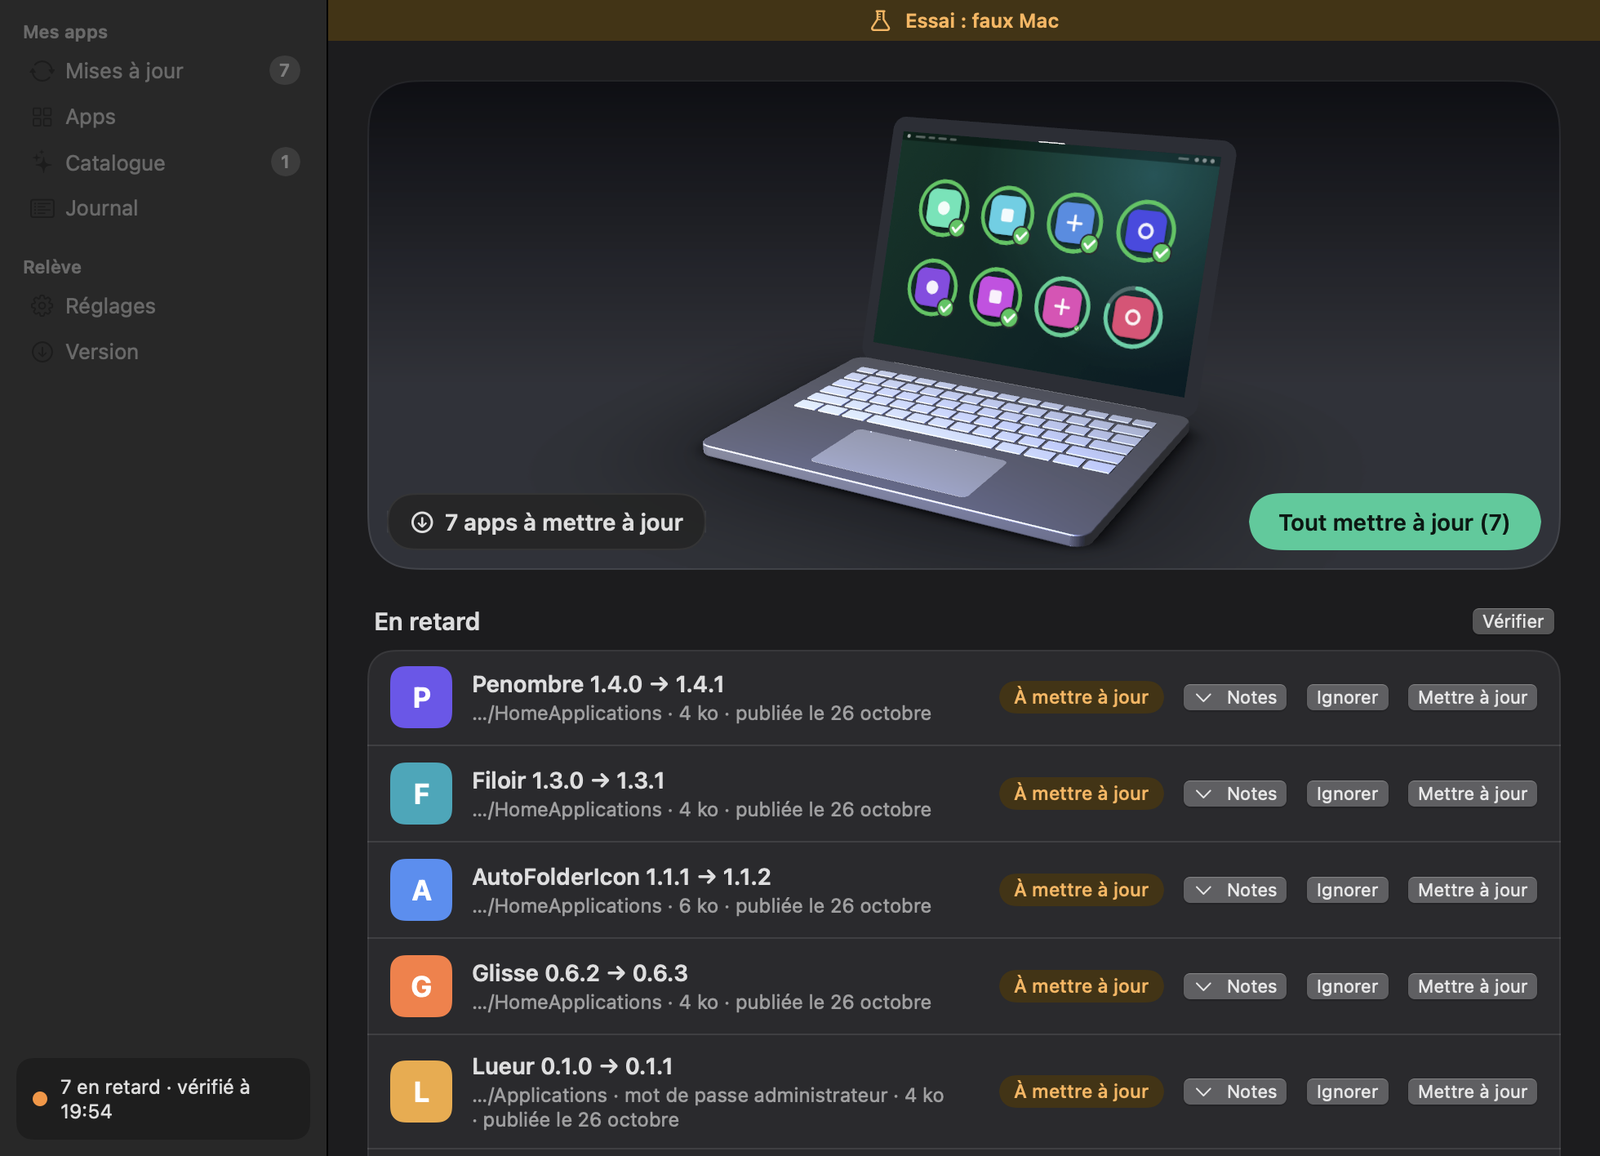 Essai : faux Mac
Mes apps
Mises à jour 7
Apps
Catalogue 1
Journal
Relève
Réglages
Version
7 en retard · vérifié à
19:54
7 apps à mettre à jour
Tout mettre à jour (7)
En retard
Vérifier
P
Penombre 1.4.0 → 1.4.1
.../HomeApplications · 4 ko · publiée le 26 octobre
À mettre à jour
Notes
Ignorer
Mettre à jour
F
Filoir 1.3.0 → 1.3.1
.../HomeApplications · 4 ko · publiée le 26 octobre
À mettre à jour
Notes
Ignorer
Mettre à jour
A
AutoFolderIcon 1.1.1 → 1.1.2
.../HomeApplications · 6 ko · publiée le 26 octobre
À mettre à jour
Notes
Ignorer
Mettre à jour
G
Glisse 0.6.2 → 0.6.3
.../HomeApplications · 4 ko · publiée le 26 octobre
À mettre à jour
Notes
Ignorer
Mettre à jour
L
Lueur 0.1.0 → 0.1.1
.../Applications · mot de passe administrateur · 4 ko
· publiée le 26 octobre
À mettre à jour
Notes
Ignorer
Mettre à jour